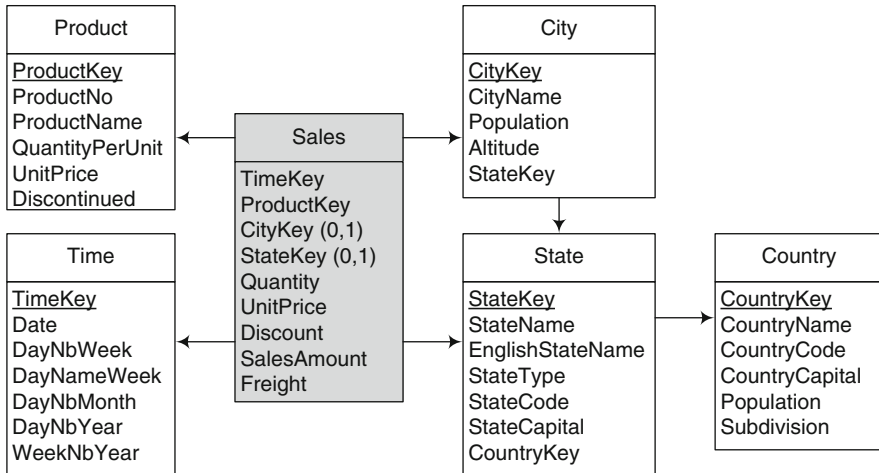 Product
ProductKey
ProductNo
ProductName
QuantityPerUnit
UnitPrice
Discontinued
Time
TimeKey
Date
DayNbWeek
DayNameWeek
DayNbMonth
DayNbYear
WeekNbYear
Sales
TimeKey
ProductKey
CityKey (0,1)
StateKey (0,1)
Quantity
UnitPrice
Discount
SalesAmount
Freight
City
CityKey
CityName
Population
Altitude
StateKey
State
StateKey
StateName
EnglishStateName
StateType
StateCode
StateCapital
CountryKey
Country
CountryKey
CountryName
CountryCode
CountryCapital
Population
Subdivision